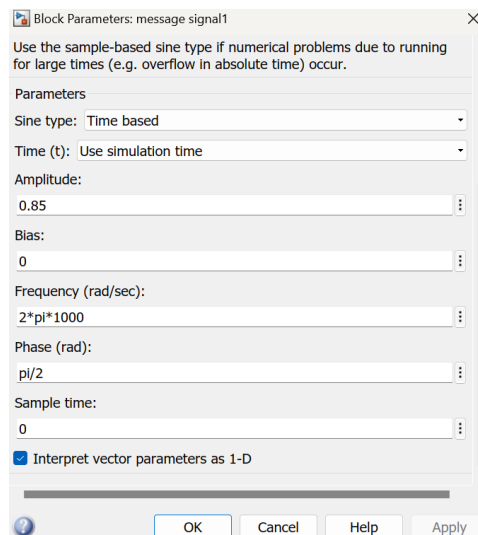 Block Parameters: message signal1
Use the sample-based sine type if numerical problems due to running
for large times (e.g. overflow in absolute time) occur.
Parameters
Sine type: Time based
Time (t): Use simulation time
Amplitude:
0.85
Bias:
0
Frequency (rad/sec):
2*pi*1000
Phase (rad):
pi/2
Sample time:
0
Interpret vector parameters as 1-D
OK Cancel Help Apply